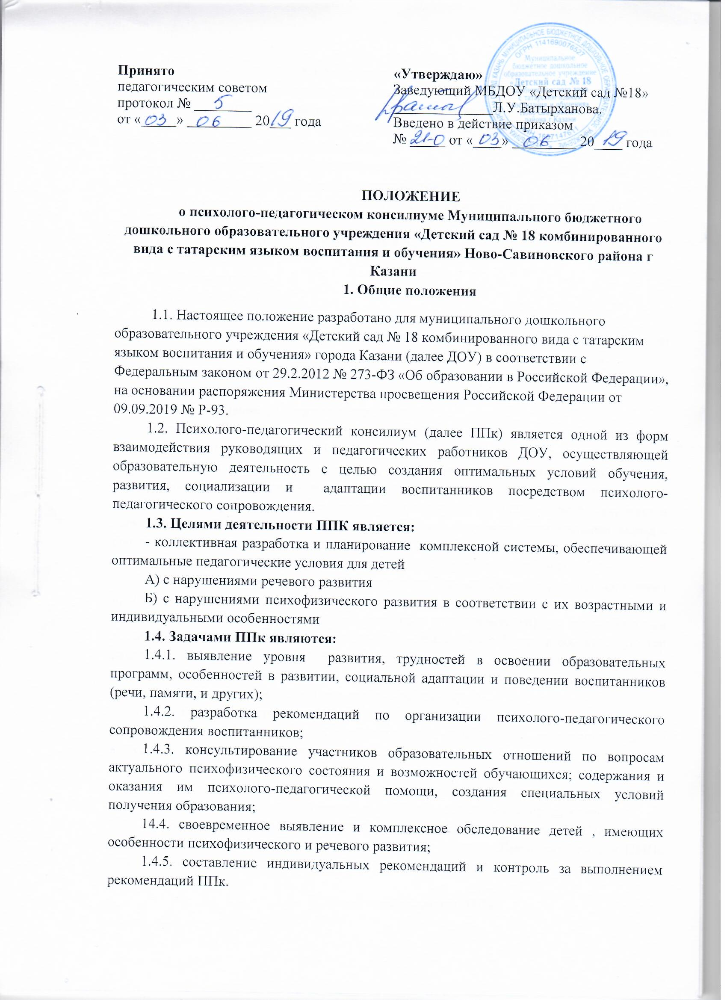 Принято
педагогическим советом
протокол № 5
от «03» 06 2019 года
«Утверждаю»
Заведующий МБДОУ «Детский сад №18»
Л.У.Батырханова.
Введено в действие приказом
№ 21-О от «03» 06 2019 года
ОГРН 1141690076527
Муниципальное
бюджетное дошкольное
образовательное учреждение
«Детский сад № 18
района г Казани
ПОЛОЖЕНИЕ
о психолого-педагогическом консилиуме Муниципального бюджетного
дошкольного образовательного учреждения «Детский сад № 18 комбинированного
вида с татарским языком воспитания и обучения» Ново-Савиновского района г
Казани
1. Общие положения
1.1. Настоящее положение разработано для муниципального дошкольного
образовательного учреждения «Детский сад № 18 комбинированного вида с татарским
языком воспитания и обучения» города Казани (далее ДОУ) в соответствии с
Федеральным законом от 29.2.2012 № 273-ФЗ «Об образовании в Российской Федерации»,
на основании распоряжения Министерства просвещения Российской Федерации от
09.09.2019 № Р-93.
1.2. Психолого-педагогический консилиум (далее ППк) является одной из форм
взаимодействия руководящих и педагогических работников ДОУ, осуществляющей
образовательную деятельность с целью создания оптимальных условий обучения,
развития, социализации и адаптации воспитанников посредством психолого-
педагогического сопровождения.
1.3. Целями деятельности ППК является:
- коллективная разработка и планирование комплексной системы, обеспечивающей
оптимальные педагогические условия для детей
А) с нарушениями речевого развития
Б) с нарушениями психофизического развития в соответствии с их возрастными и
индивидуальными особенностями
1.4. Задачами ППк являются:
1.4.1. выявление уровня развития, трудностей в освоении образовательных
программ, особенностей в развитии, социальной адаптации и поведении воспитанников
(речи, памяти, и других);
1.4.2. разработка рекомендаций по организации психолого-педагогического
сопровождения воспитанников;
1.4.3. консультирование участников образовательных отношений по вопросам
актуального психофизического состояния и возможностей обучающихся; содержания и
оказания им психолого-педагогической помощи, создания специальных условий
получения образования;
14.4. своевременное выявление и комплексное обследование детей , имеющих
особенности психофизического и речевого развития;
1.4.5. составление индивидуальных рекомендаций и контроль за выполнением
рекомендаций ППк.